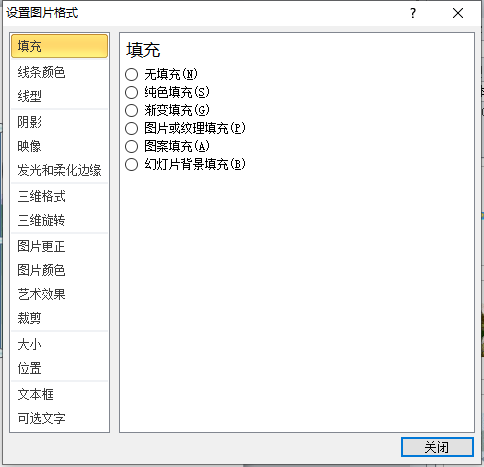 设置图片格式
?
填充
线条颜色
线型
阴影
映像
发光和柔化边缘
三维格式
三维旋转
图片更正
图片颜色
艺术效果
裁剪
大小
位置
文本框
可选文字
填充
无填充(N)
纯色填充(S)
渐变填充(G)
图片或纹理填充(P)
图案填充(A)
幻灯片背景填充(B)
关闭